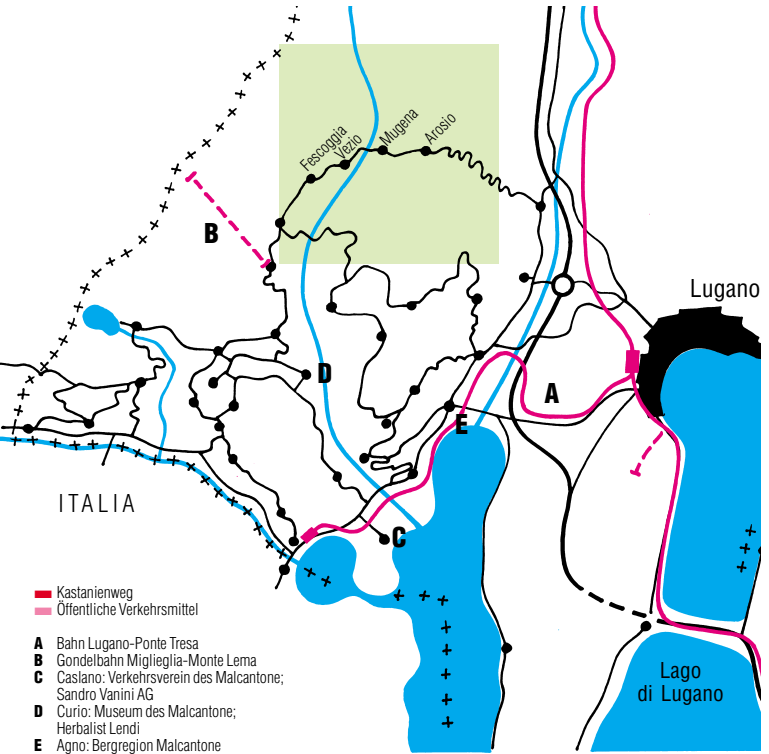 Fescoggia
Vezio
Mugena
Arosio
B
Lugano
D
A
E
ITALIA
C
Kastanienweg
Öffentliche Verkehrsmittel
A Bahn Lugano-Ponte Tresa
B Gondelbahn Miglieglia-Monte Lema
C Caslano: Verkehrsverein des Malcantone;
Sandro Vanini AG
D Curio: Museum des Malcantone;
Herbalist Lendi
E Agno: Bergregion Malcantone
Lago
di Lugano